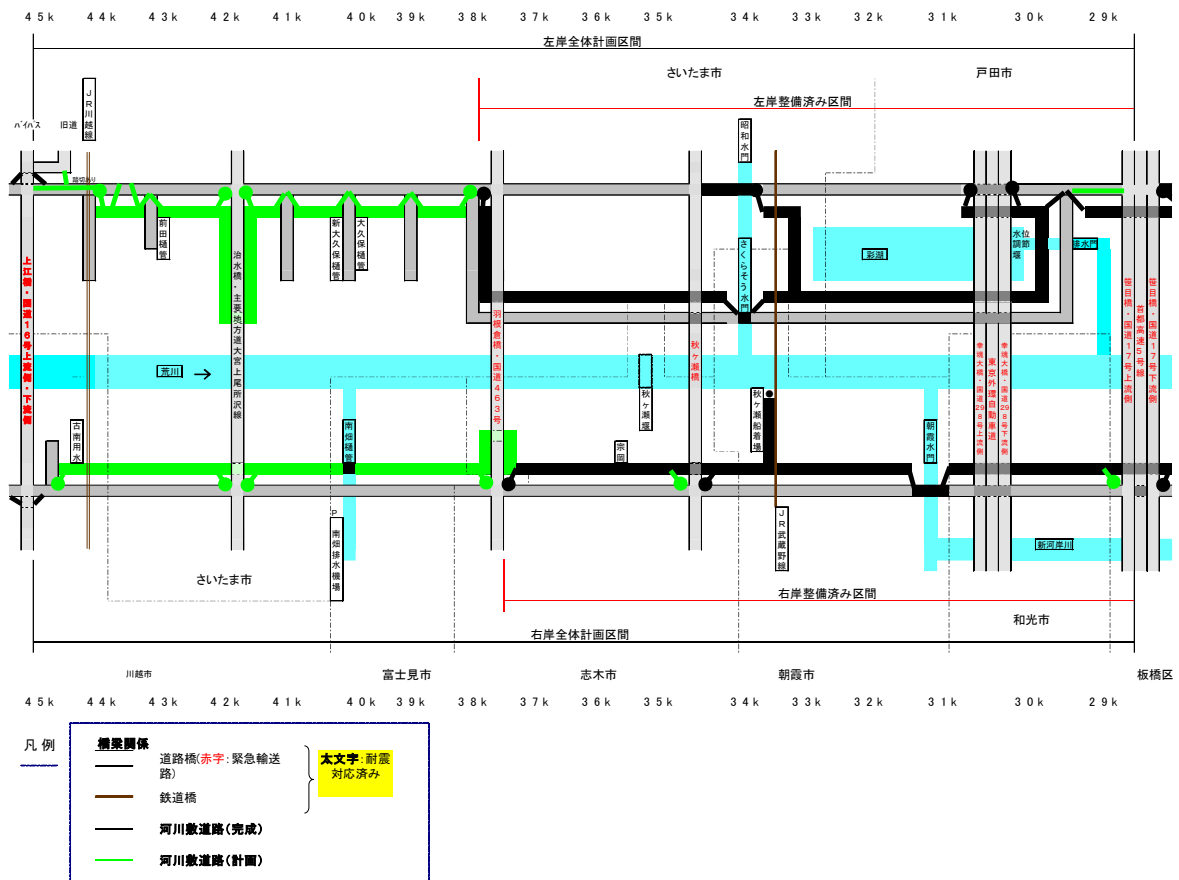 45k 44k 43k 42k 41k 40k 39k 38k 37k 36k 35k 34k 33k 32k 31k 30k 29k
左岸全体計画区間
さいたま市
戸田市
左岸整備済み区間
バイパス
旧道
JR川越線
踏切あり
昭和水門
前田樋管
新大久保樋管
大久保樋管
治水橋・主要地方道大宮上尾所沢線
さくらそう水門
彩湖
水位調節堰
排水門
上江橋・国道16号上流側・下流側
羽根倉橋・国道463号
秋ヶ瀬橋
幸魂大橋・国道298号上流側
東京外環自動車道
幸魂大橋・国道298号下流側
笹目橋・国道17号上流側
首都高速5号線
笹目橋・国道17号下流側
荒川
古南用水
南畑樋管
秋ヶ瀬堰
宗岡
秋ヶ瀬船着場
朝霞水門
P
南畑排水機場
JR武蔵野線
新河岸川
さいたま市
右岸整備済み区間
和光市
右岸全体計画区間
川越市
富士見市
志木市
朝霞市
板橋区
45k 44k 43k 42k 41k 40k 39k 38k 37k 36k 35k 34k 33k 32k 31k 30k 29k
凡例
橋梁関係
道路橋(赤字:緊急輸送
路)
鉄道橋
太文字:耐震
対応済み
河川敷道路(完成)
河川敷道路(計画)